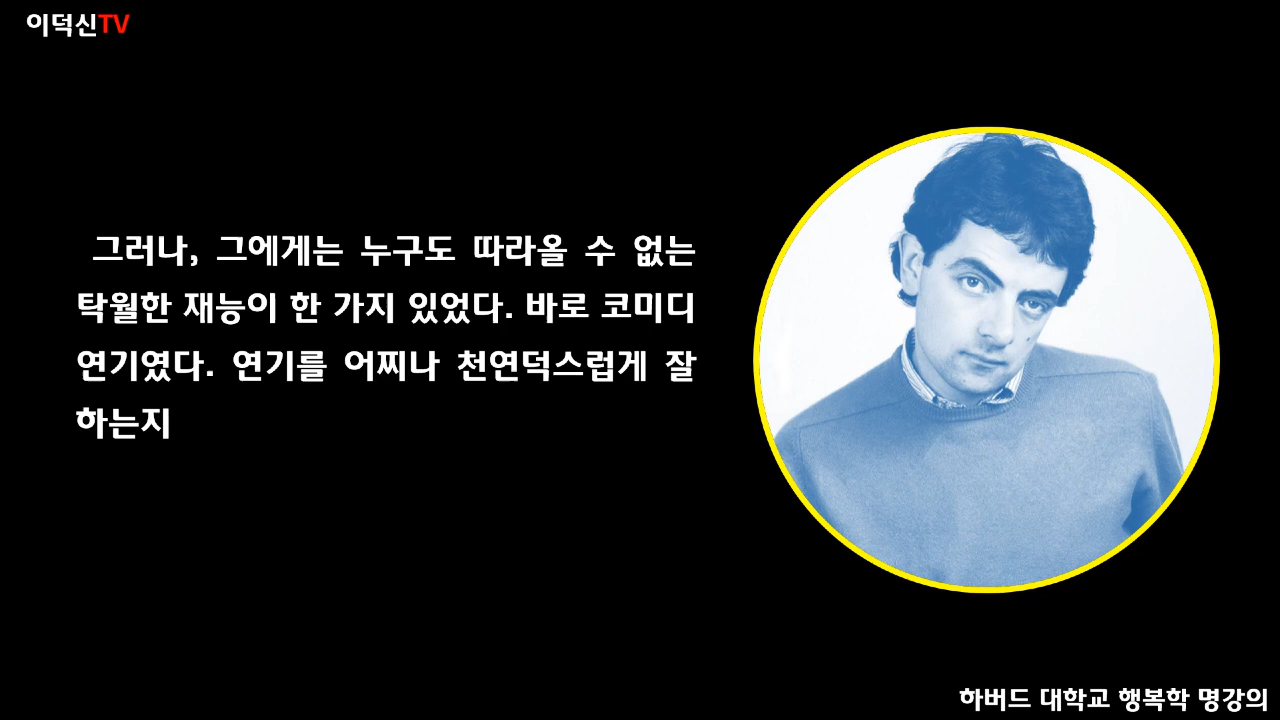 이덕신TV
그러나, 그에게는 누구도 따라올 수 없는
탁월한 재능이 한 가지 있었다. 바로 코미디
연기였다. 연기를 어찌나 천연덕스럽게 잘
하는지
하버드 대학교 행복학 명강의